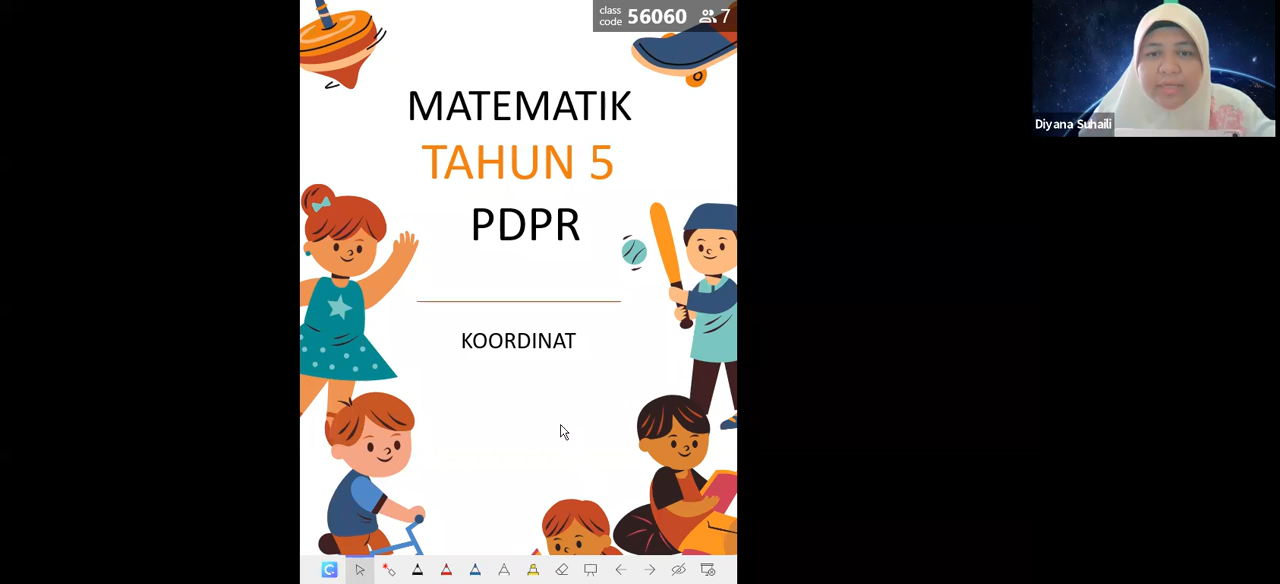 class code 56060 7
MATEMATIK
TAHUN 5
PDPR
KOORDINAT
Diyana Suhaili